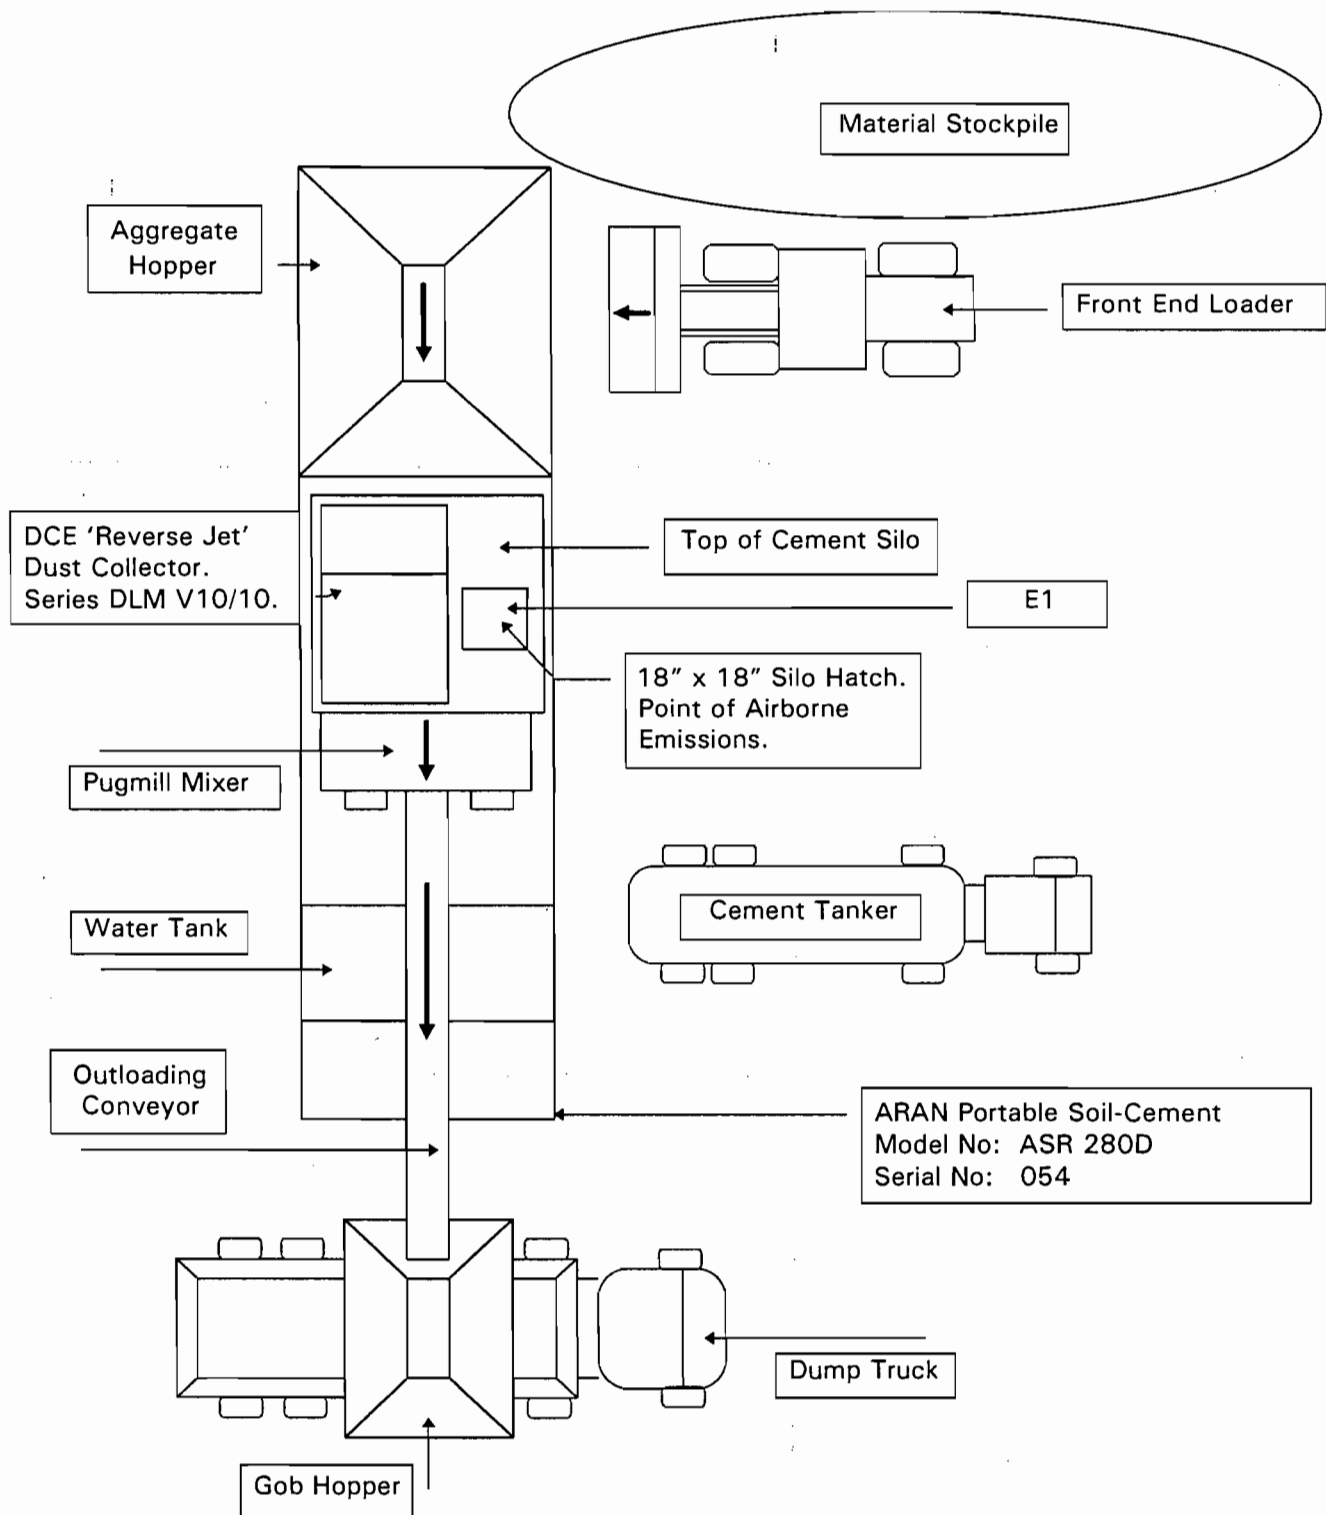 Material Stockpile
Aggregate
Hopper
Front End Loader
DCE ‘Reverse Jet’
Dust Collector.
Series DLM V10/10.
Top of Cement Silo
E1
18” x 18” Silo Hatch.
Point of Airborne
Emissions.
Pugmill Mixer
Water Tank
Cement Tanker
Outloading
Conveyor
ARAN Portable Soil-Cement
Model No: ASR 280D
Serial No: 054
Dump Truck
Gob Hopper